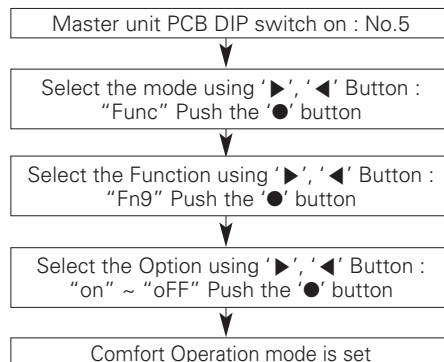 Master unit PCB DIP switch on : No.5
Select the mode using ‘▶’, ‘◀’ Button :
“Func” Push the ‘●’ button
Select the Function using ‘▶’, ‘◀’ Button :
“Fn9” Push the ‘●’ button
Select the Option using ‘▶’, ‘◀’ Button :
“on” ~ “oFF” Push the ‘●’ button
Comfort Operation mode is set